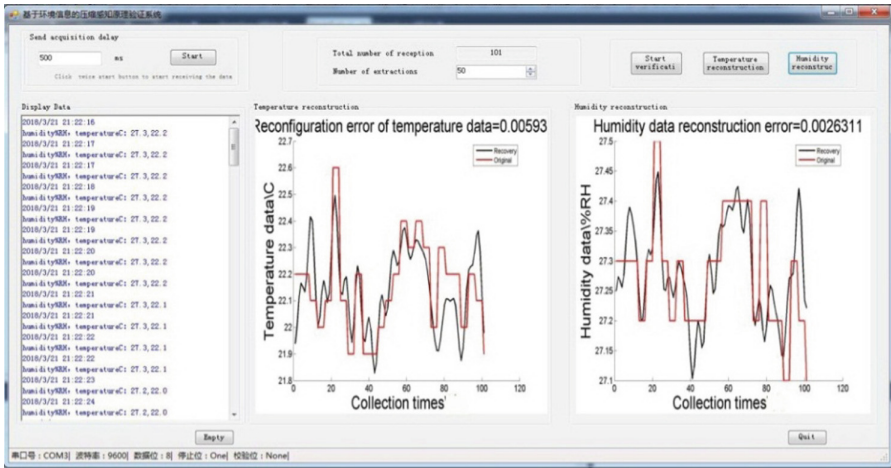 基于环境信息的压缩感知原理验证系统
Send acquisition delay
500 ms Start
Click twice start button to start receiving the data
Total number of reception 101
Number of extractions 50
Start verificati
Temperature reconstruction
Humidity reconstruc
Display Data
2018/3/21 21:22:16
humidity%RH, temperatureC: 27.3,22.2
2018/3/21 21:22:17
humidity%RH, temperatureC: 27.3,22.2
2018/3/21 21:22:17
humidity%RH, temperatureC: 27.3,22.2
2018/3/21 21:22:18
humidity%RH, temperatureC: 27.3,22.2
2018/3/21 21:22:19
humidity%RH, temperatureC: 27.3,22.2
2018/3/21 21:22:19
humidity%RH, temperatureC: 27.3,22.2
2018/3/21 21:22:20
humidity%RH, temperatureC: 27.3,22.2
2018/3/21 21:22:20
humidity%RH, temperatureC: 27.3,22.2
2018/3/21 21:22:21
humidity%RH, temperatureC: 27.3,22.1
2018/3/21 21:22:21
humidity%RH, temperatureC: 27.3,22.1
2018/3/21 21:22:22
humidity%RH, temperatureC: 27.3,22.1
2018/3/21 21:22:22
humidity%RH, temperatureC: 27.3,22.1
2018/3/21 21:22:23
humidity%RH, temperatureC: 27.2,22.0
2018/3/21 21:22:24
humidity%RH, temperatureC: 27.2,22.0
Empty
Temperature reconstruction
Reconfiguration error of temperature data=0.00593
Recovery
Original
Temperature data\C
22.7
22.6
22.5
22.4
22.3
22.2
22.1
22
21.9
21.8
0 20 40 60 80 100 120
Collection times'
Humidity reconstruction
Humidity data reconstruction error=0.0026311
Recovery
Original
Humidity data\%RH
27.5
27.45
27.4
27.35
27.3
27.25
27.2
27.15
27.1
0 20 40 60 80 100 120
Collection times'
Quit
串口号：COM3| 波特率：9600| 数据位：8| 停止位：One| 校验位：None|